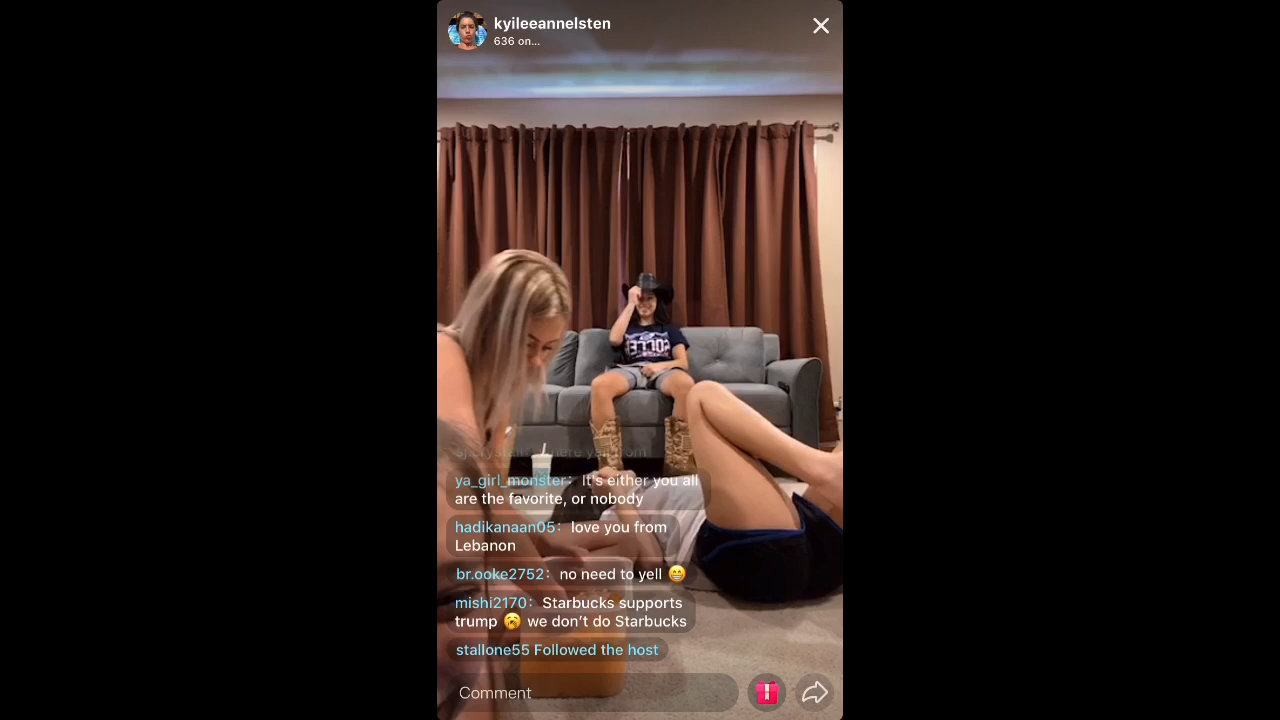 kyileeannelsten
636 on...
SOCCER
ya_girl_monster: It's either you all
are the favorite, or nobody
hadikanaan05: love you from
Lebanon
br.ooke2752: no need to yell 😁
mishi2170: Starbucks supports
trump 🥱 we don't do Starbucks
stallone55 Followed the host
Comment